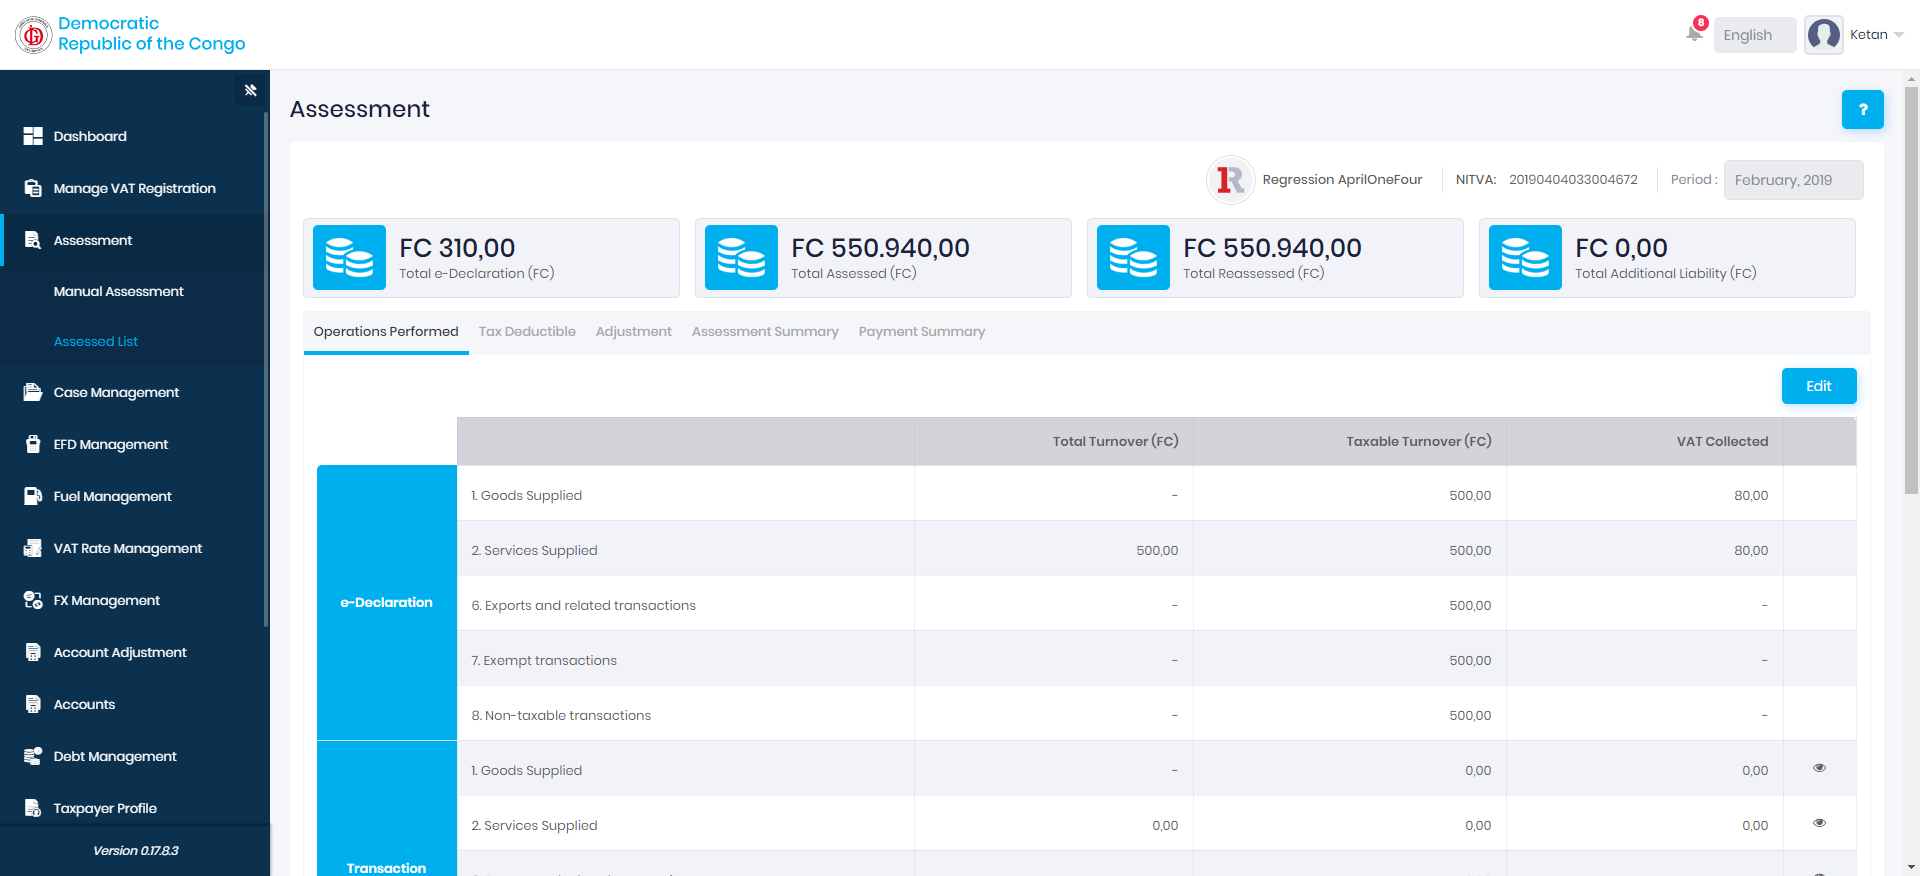 Democratic
Republic of the Congo
8
English
Ketan
Dashboard
Manage VAT Registration
Assessment
Manual Assessment
Assessed List
Case Management
EFD Management
Fuel Management
VAT Rate Management
FX Management
Account Adjustment
Accounts
Debt Management
Taxpayer Profile
Version 0.17.8.3
Assessment
?
1R
Regression AprilOneFour
NITVA: 20190404033004672
Period : February, 2019
FC 310,00
Total e-Declaration (FC)
FC 550.940,00
Total Assessed (FC)
FC 550.940,00
Total Reassessed (FC)
FC 0,00
Total Additional Liability (FC)
Operations Performed Tax Deductible Adjustment Assessment Summary Payment Summary
Edit
Total Turnover (FC) Taxable Turnover (FC) VAT Collected
e-Declaration
1. Goods Supplied - 500,00 80,00
2. Services Supplied 500,00 500,00 80,00
6. Exports and related transactions - 500,00 -
7. Exempt transactions - 500,00 -
8. Non-taxable transactions - 500,00 -
Transaction
1. Goods Supplied - 0,00 0,00
2. Services Supplied 0,00 0,00 0,00